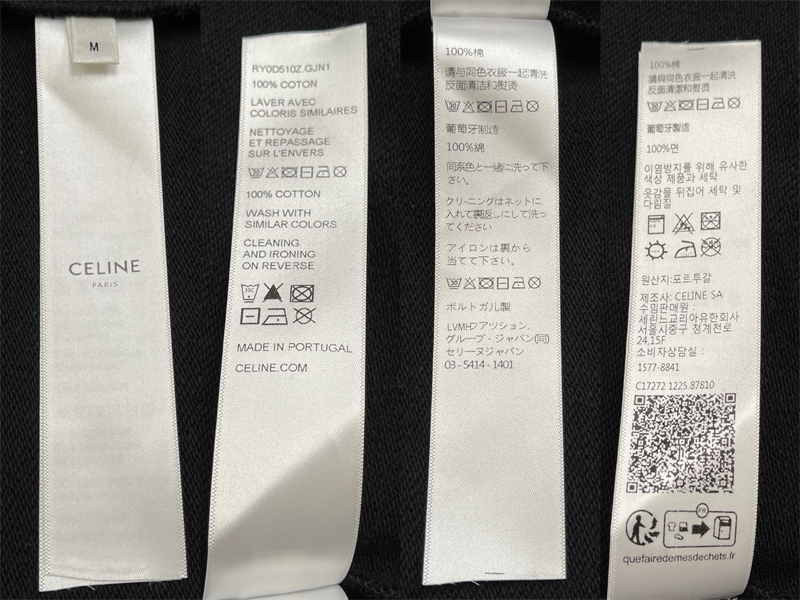 M
CELINE
PARIS
RY0D510Z.GJN1
100% COTON
LAVER AVEC
COLORIS SIMILAIRES
NETTOYAGE
ET REPASSAGE
SUR L'ENVERS
100% COTTON
WASH WITH
SIMILAR COLORS
CLEANING
AND IRONING
ON REVERSE
MADE IN PORTUGAL
CELINE.COM
100%棉
请与同色衣服一起清洗
反面清洁和熨烫
葡萄牙制造
100%綿
同系色と一緒に洗って下
さい。
クリーニングはネットに
入れて裏返しにして洗っ
てください
アイロンは裏から
当てて下さい。
ポルトガル製
LVMHファッション.
グループ・ジャパン(同)
セリーヌジャパン
03-5414-1401
100%棉
請與同色衣服一起清洗
反面清潔和熨燙
葡萄牙製造
100%면
이염방지를 위해 유사한
색상 제품과 세탁
옷감을 뒤집어 세탁 및
다림질
원산지:포트투갈
제조사: CELINE SA
수입판매원 :
세린느코리아유한회사
서울시중구 청계천로
24,15F
소비자상담실 :
1577-8841
C17272 1225 87810
FR
quefairedemesdechets.fr